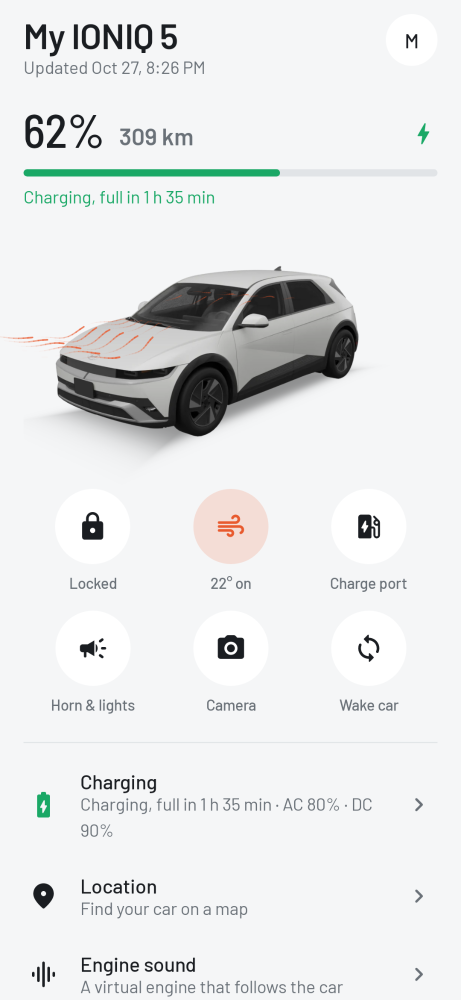 My IONIQ 5
M
Updated Oct 27, 8:26 PM
62% 309 km
Charging, full in 1 h 35 min
Locked
22° on
Charge port
Horn & lights
Camera
Wake car
Charging
Charging, full in 1 h 35 min · AC 80% · DC
90%
Location
Find your car on a map
Engine sound
A virtual engine that follows the car